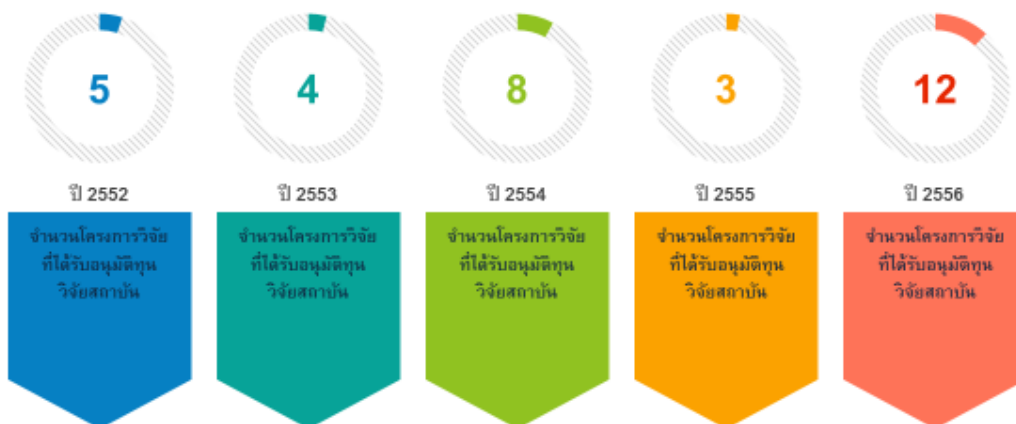 5
4
8
3
12
ปี 2552
ปี 2553
ปี 2554
ปี 2555
ปี 2556
จำนวนโครงการวิจัย
ที่ได้รับอนุมัติทุน
วิจัยสถาบัน
จำนวนโครงการวิจัย
ที่ได้รับอนุมัติทุน
วิจัยสถาบัน
จำนวนโครงการวิจัย
ที่ได้รับอนุมัติทุน
วิจัยสถาบัน
จำนวนโครงการวิจัย
ที่ได้รับอนุมัติทุน
วิจัยสถาบัน
จำนวนโครงการวิจัย
ที่ได้รับอนุมัติทุน
วิจัยสถาบัน